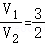 V₁/V₂ = 3/2